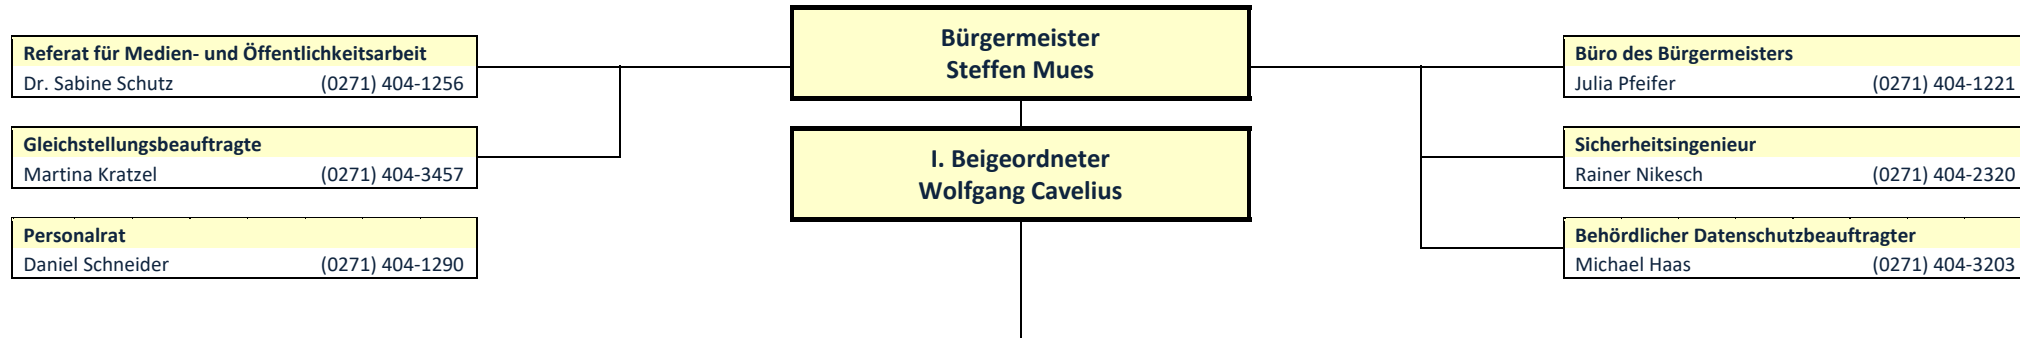 Bürgermeister
Steffen Mues
Referat für Medien- und Öffentlichkeitsarbeit
Dr. Sabine Schutz (0271) 404-1256
Büro des Bürgermeisters
Julia Pfeifer (0271) 404-1221
Gleichstellungsbeauftragte
Martina Kratzel (0271) 404-3457
I. Beigeordneter
Wolfgang Cavelius
Sicherheitsingenieur
Rainer Nikesch (0271) 404-2320
Personalrat
Daniel Schneider (0271) 404-1290
Behördlicher Datenschutzbeauftragter
Michael Haas (0271) 404-3203